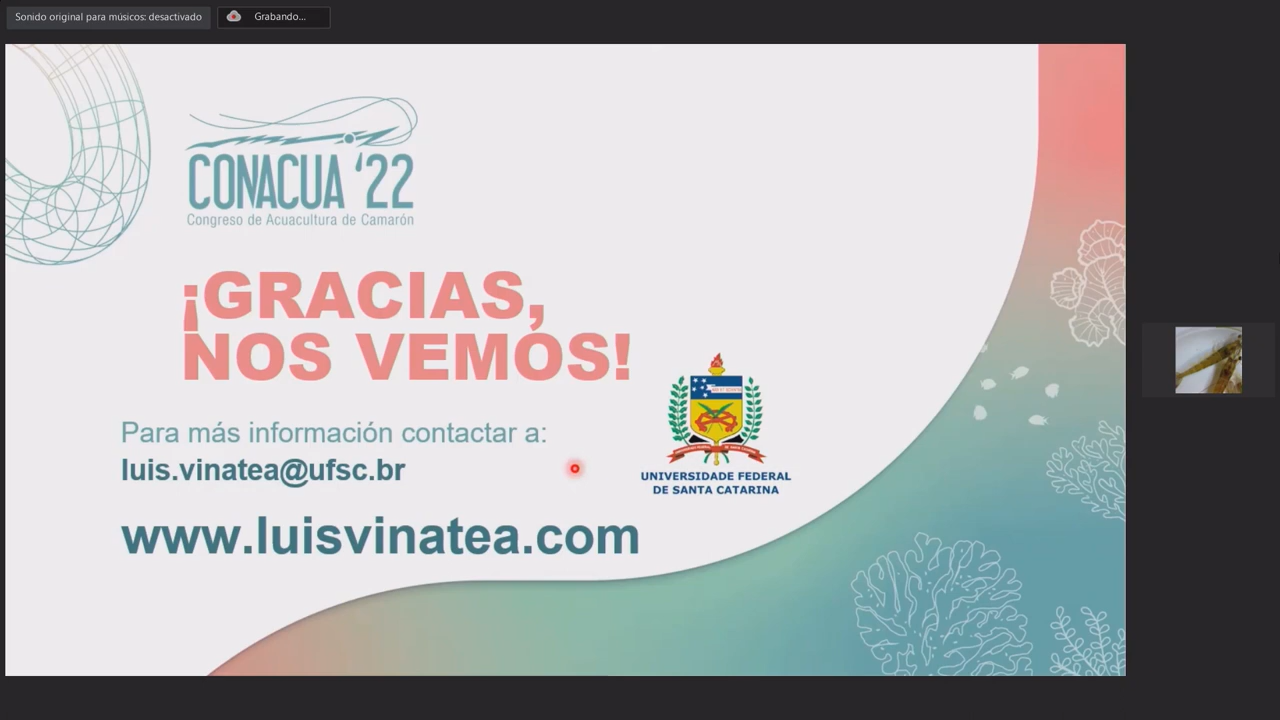 Sonido original para músicos: desactivado
Grabando...
CONACUA '22
Congreso de Acuacultura de Camarón
¡GRACIAS,
NOS VEMOS!
Para más información contactar a:
luis.vinatea@ufsc.br
UNIVERSIDADE FEDERAL
DE SANTA CATARINA
www.luisvinatea.com